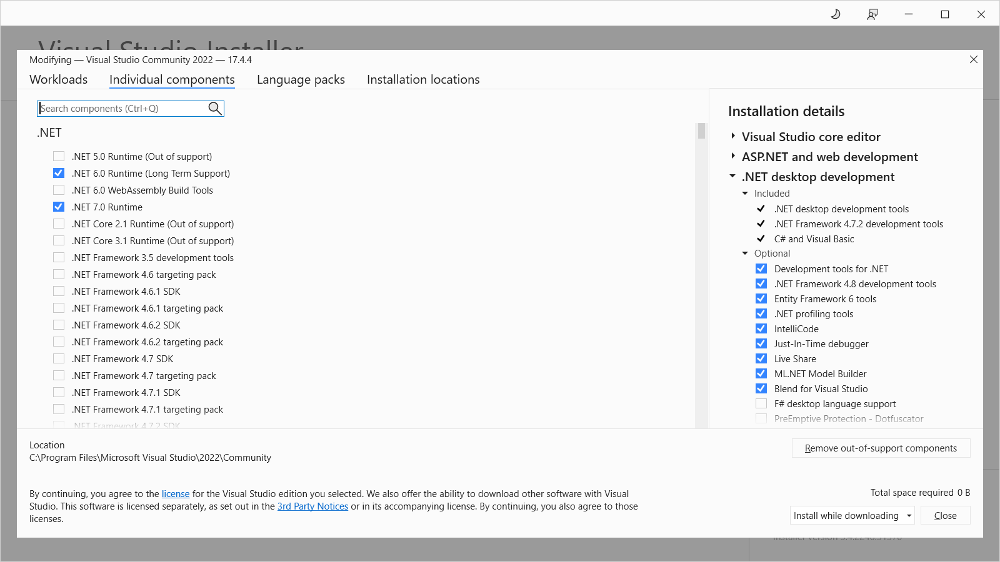 Visual Studio Installer
Modifying — Visual Studio Community 2022 — 17.4.4
Workloads
Individual components
Language packs
Installation locations
Search components (Ctrl+Q)
.NET
.NET 5.0 Runtime (Out of support)
.NET 6.0 Runtime (Long Term Support)
.NET 6.0 WebAssembly Build Tools
.NET 7.0 Runtime
.NET Core 2.1 Runtime (Out of support)
.NET Core 3.1 Runtime (Out of support)
.NET Framework 3.5 development tools
.NET Framework 4.6 targeting pack
.NET Framework 4.6.1 SDK
.NET Framework 4.6.1 targeting pack
.NET Framework 4.6.2 SDK
.NET Framework 4.6.2 targeting pack
.NET Framework 4.7 SDK
.NET Framework 4.7 targeting pack
.NET Framework 4.7.1 SDK
.NET Framework 4.7.1 targeting pack
.NET Framework 4.7.2 SDK
Installation details
Visual Studio core editor
ASP.NET and web development
.NET desktop development
Included
.NET desktop development tools
.NET Framework 4.7.2 development tools
C# and Visual Basic
Optional
Development tools for .NET
.NET Framework 4.8 development tools
Entity Framework 6 tools
.NET profiling tools
IntelliCode
Just-In-Time debugger
Live Share
ML.NET Model Builder
Blend for Visual Studio
F# desktop language support
PreEmptive Protection - Dotfuscator
Location
C:\Program Files\Microsoft Visual Studio\2022\Community
Remove out-of-support components
By continuing, you agree to the license for the Visual Studio edition you selected. We also offer the ability to download other software with Visual
Studio. This software is licensed separately, as set out in the 3rd Party Notices or in its accompanying license. By continuing, you also agree to those
licenses.
Total space required 0 B
Install while downloading
Close